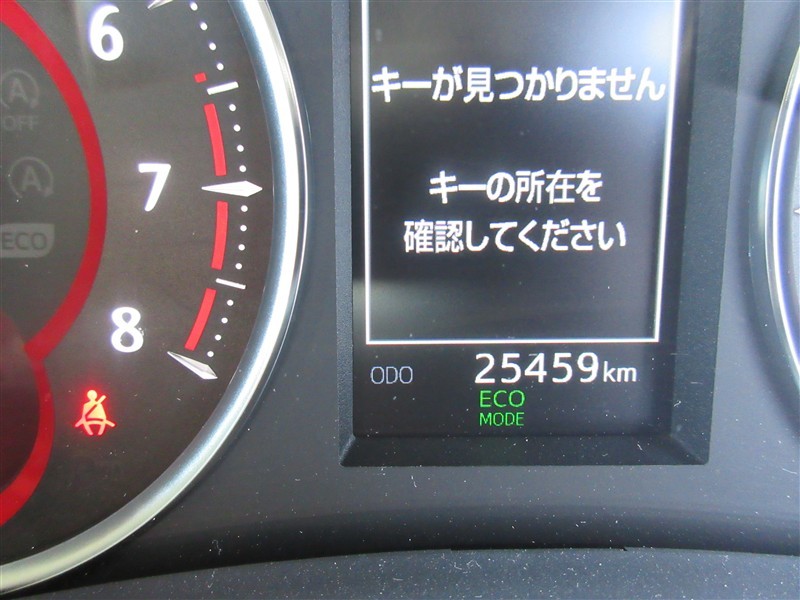 6
A
OFF
7
A
ECO
8
キーが見つかりません
キーの所在を
確認してください
ODO 25459km
ECO
MODE